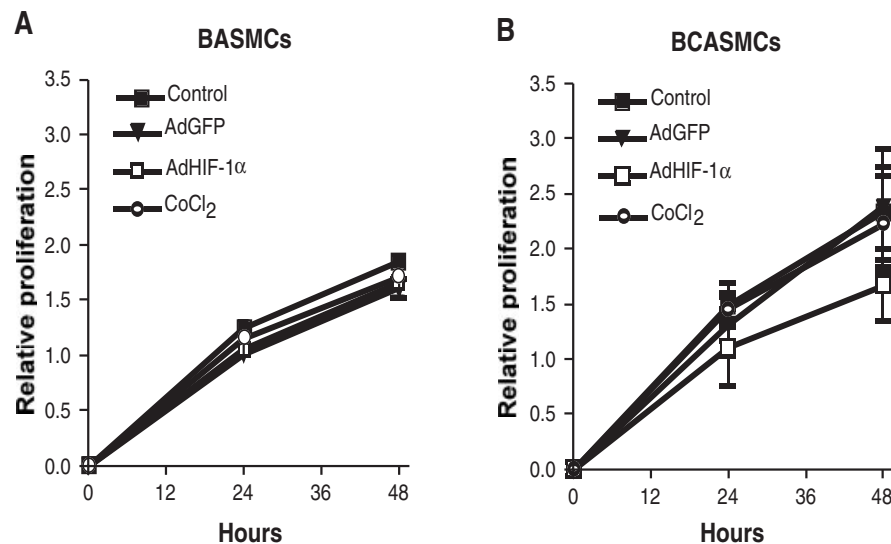 A
BASMCs
Relative proliferation
3.5
3.0
2.5
2.0
1.5
1.0
0.5
0.0
Control
AdGFP
AdHIF-1α
CoCl₂
0 12 24 36 48
Hours
B
BCASMCs
Relative proliferation
3.5
3.0
2.5
2.0
1.5
1.0
0.5
0.0
Control
AdGFP
AdHIF-1α
CoCl₂
0 12 24 36 48
Hours